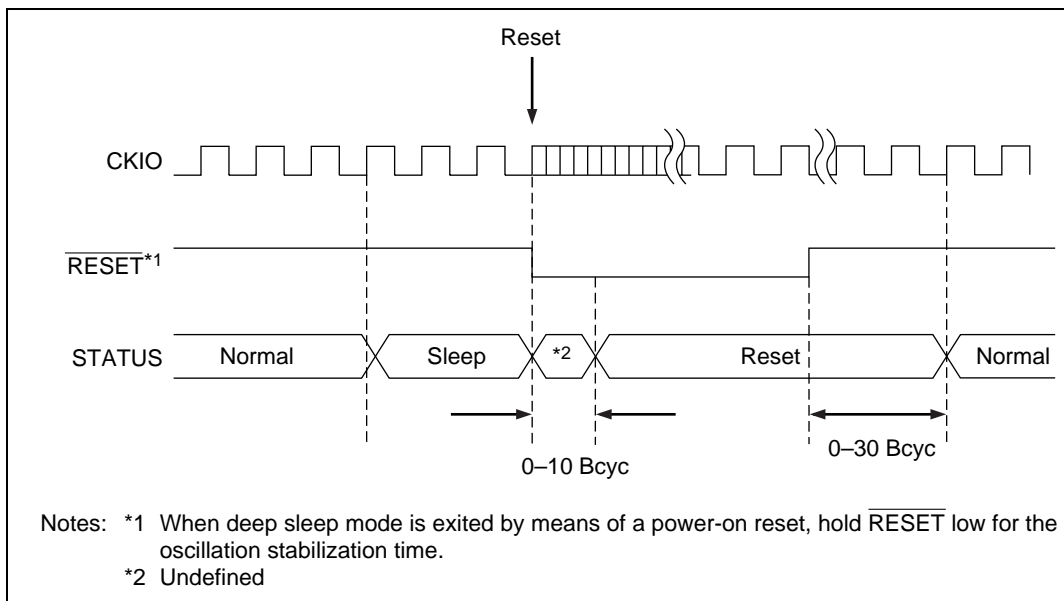 Reset
CKIO
RESET*1
STATUS Normal Sleep *2 Reset Normal
0–10 Bcyc 0–30 Bcyc
Notes: *1 When deep sleep mode is exited by means of a power-on reset, hold RESET low for the
oscillation stabilization time.
*2 Undefined